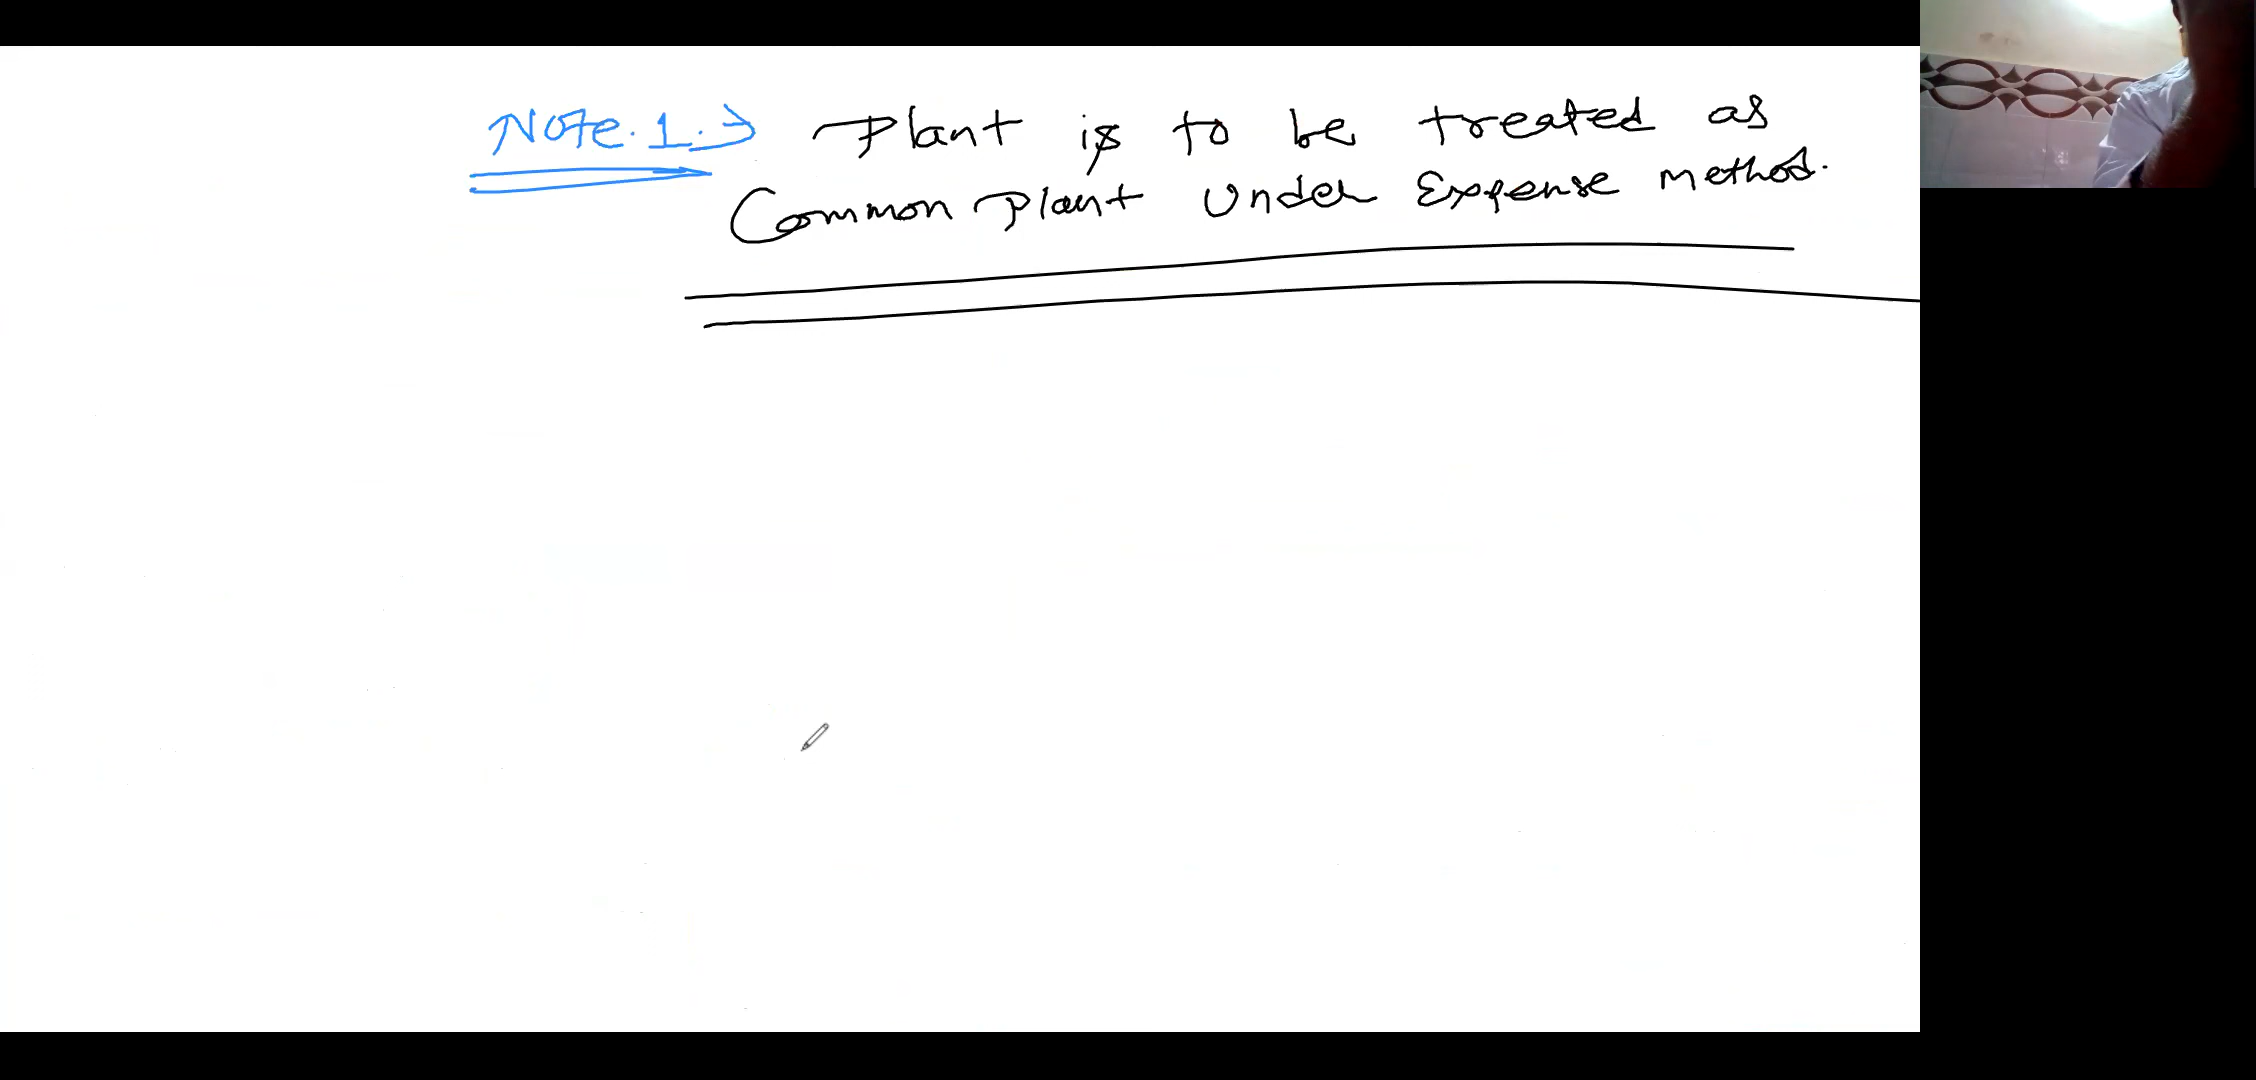 Note.1.→ Plant is to be treated as
Common Plant Under Expense method.